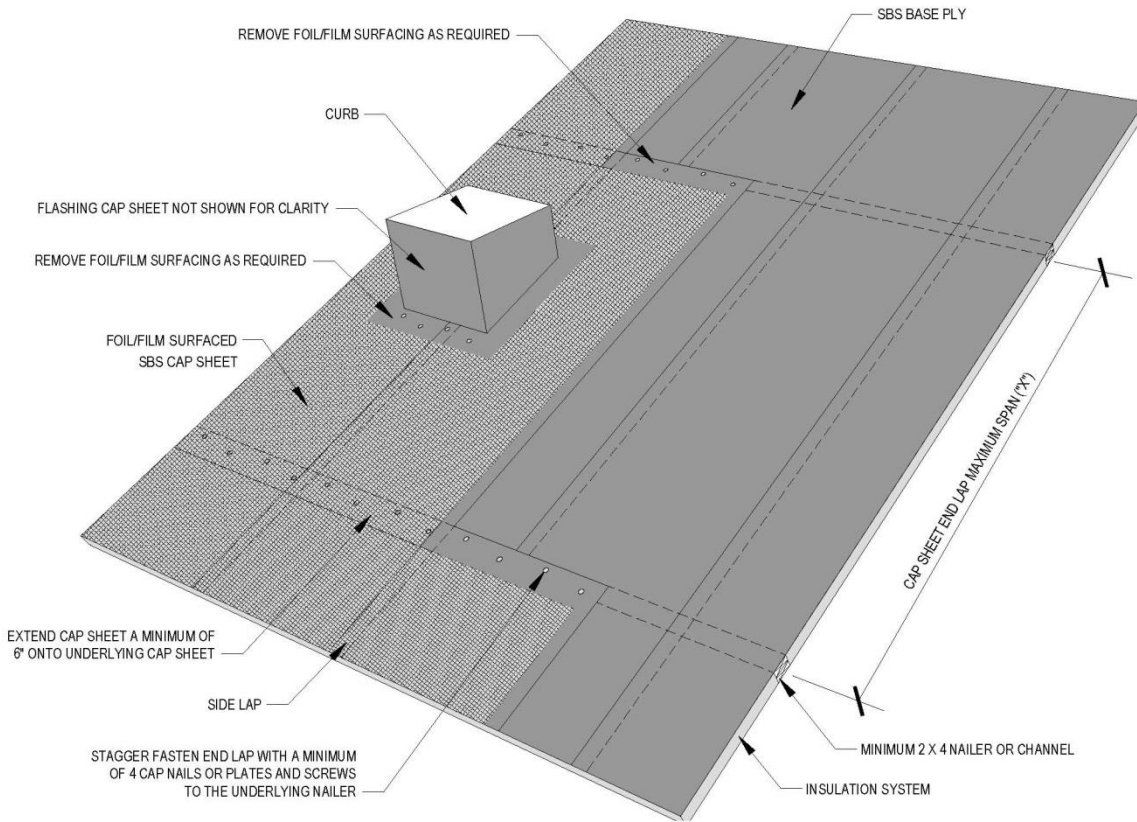 SBS BASE PLY
REMOVE FOIL/FILM SURFACING AS REQUIRED
CURB
FLASHING CAP SHEET NOT SHOWN FOR CLARITY
REMOVE FOIL/FILM SURFACING AS REQUIRED
FOIL/FILM SURFACED
SBS CAP SHEET
CAP SHEET END LAP MAXIMUM SPAN ("X")
EXTEND CAP SHEET A MINIMUM OF
6" ONTO UNDERLYING CAP SHEET
SIDE LAP
STAGGER FASTEN END LAP WITH A MINIMUM
OF 4 CAP NAILS OR PLATES AND SCREWS
TO THE UNDERLYING NAILER
MINIMUM 2 X 4 NAILER OR CHANNEL
INSULATION SYSTEM